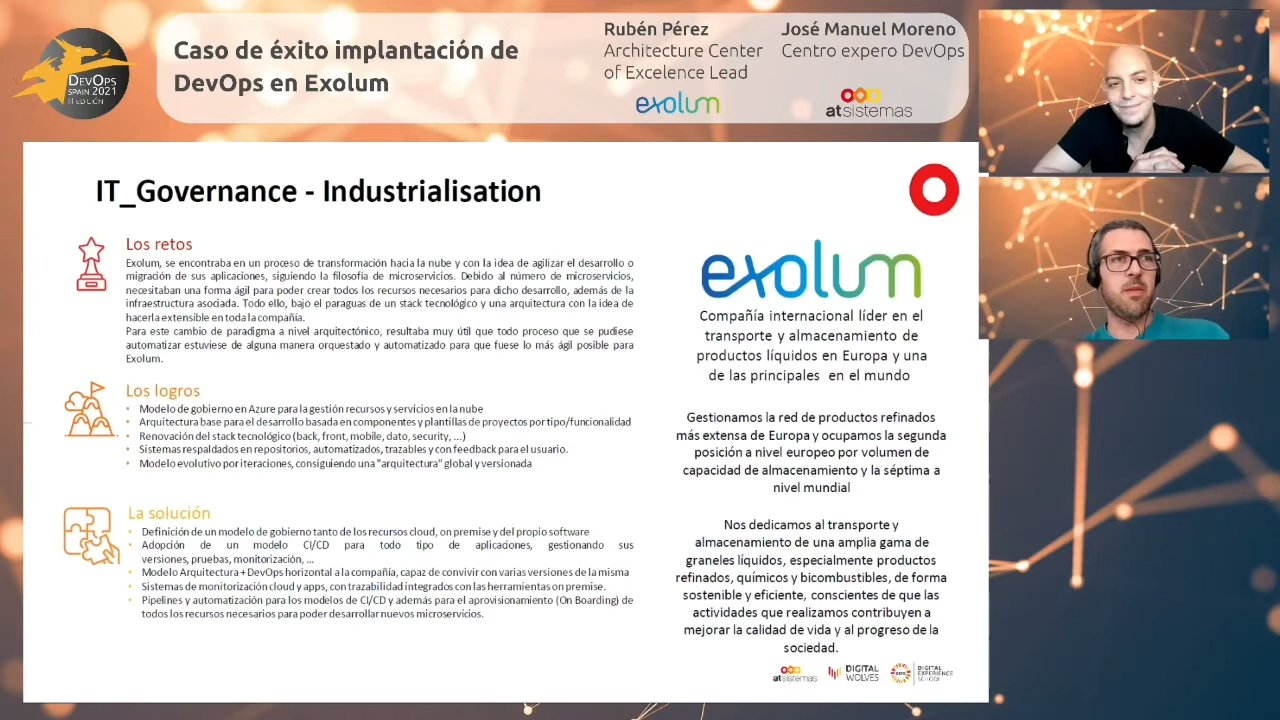 DEVOPS
SPAIN 2021
III EDICIÓN
Caso de éxito implantación de
DevOps en Exolum
Rubén Pérez
Architecture Center
of Excelence Lead
exolum
José Manuel Moreno
Centro expero DevOps
atsistemas
IT_Governance - Industrialisation
Los retos
Exolum, se encontraba en un proceso de transformación hacia la nube y con la idea de agilizar el desarrollo o
migración de sus aplicaciones, siguiendo la filosofía de microservicios. Debido al número de microservicios,
necesitaban una forma ágil para poder crear todos los recursos necesarios para dicho desarrollo, además de la
infraestructura asociada. Todo ello, bajo el paraguas de un stack tecnológico y una arquitectura con la idea de
hacerla extensible en toda la compañía.
Para este cambio de paradigma a nivel arquitectónico, resultaba muy útil que todo proceso que se pudiese
automatizar estuviese de alguna manera orquestado y automatizado para que fuese lo más ágil posible para
Exolum.
Los logros
• Modelo de gobierno en Azure para la gestión recursos y servicios en la nube
• Arquitectura base para el desarrollo basada en componentes y plantillas de proyectos por tipo/funcionalidad
• Renovación del stack tecnológico (back, front, mobile, dato, security, ...)
• Sistemas respaldados en repositorios, automatizados, trazables y con feedback para el usuario.
• Modelo evolutivo por iteraciones, consiguiendo una "arquitectura" global y versionada
La solución
• Definición de un modelo de gobierno tanto de los recursos cloud, on premise y del propio software
• Adopción de un modelo CI/CD para todo tipo de aplicaciones, gestionando sus
versiones, pruebas, monitorización, ...
• Modelo Arquitectura + DevOps horizontal a la compañía, capaz de convivir con varias versiones de la misma
• Sistemas de monitorización cloud y apps, con trazabilidad integrados con las herramientas on premise.
• Pipelines y automatización para los modelos de CI/CD y además para el aprovisionamiento (On Boarding) de
todos los recursos necesarios para poder desarrollar nuevos microservicios.
exolum
Compañía internacional líder en el
transporte y almacenamiento de
productos líquidos en Europa y una
de las principales en el mundo
Gestionamos la red de productos refinados
más extensa de Europa y ocupamos la segunda
posición a nivel europeo por volumen de
capacidad de almacenamiento y la séptima a
nivel mundial
Nos dedicamos al transporte y
almacenamiento de una amplia gama de
graneles líquidos, especialmente productos
refinados, químicos y bicombustibles, de forma
sostenible y eficiente, conscientes de que las
actividades que realizamos contribuyen a
mejorar la calidad de vida y al progreso de la
sociedad.
atsistemas
DIGITAL
WOLVES
DIGITAL
EXPERIENCE
SCHOOL